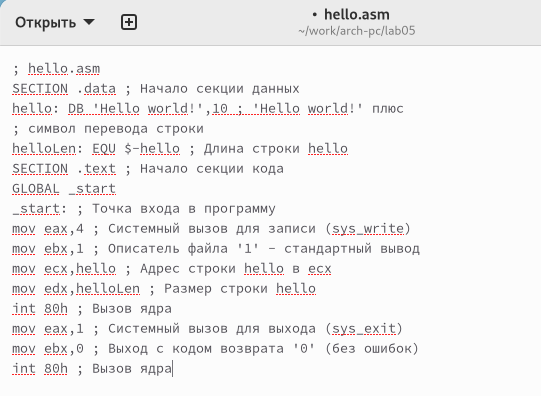 Открыть
• hello.asm
~/work/arch-pc/lab05
; hello.asm
SECTION .data ; Начало секции данных
hello: DB 'Hello world!',10 ; 'Hello world!' плюс
; символ перевода строки
helloLen: EQU $-hello ; Длина строки hello
SECTION .text ; Начало секции кода
GLOBAL _start
_start: ; Точка входа в программу
mov eax,4 ; Системный вызов для записи (sys_write)
mov ebx,1 ; Описатель файла '1' - стандартный вывод
mov ecx,hello ; Адрес строки hello в ecx
mov edx,helloLen ; Размер строки hello
int 80h ; Вызов ядра
mov eax,1 ; Системный вызов для выхода (sys_exit)
mov ebx,0 ; Выход с кодом возврата '0' (без ошибок)
int 80h ; Вызов ядра